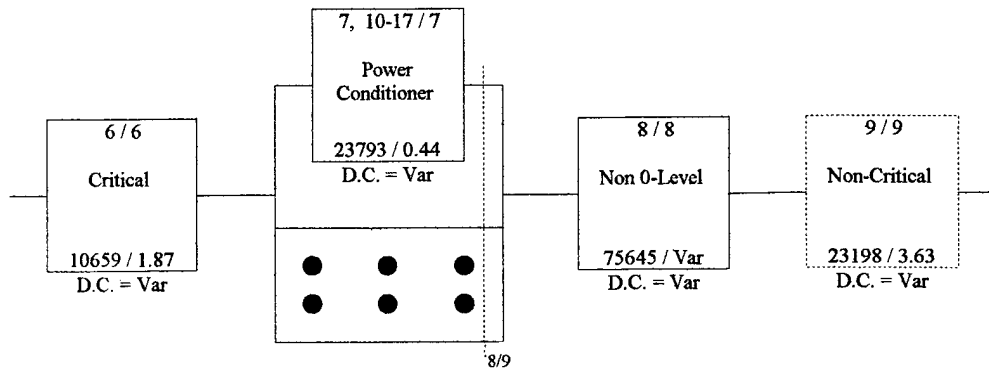 6 / 6
Critical
10659 / 1.87
D.C. = Var
7, 10-17 / 7
Power
Conditioner
23793 / 0.44
D.C. = Var
8/9
8 / 8
Non 0-Level
75645 / Var
D.C. = Var
9 / 9
Non-Critical
23198 / 3.63
D.C. = Var